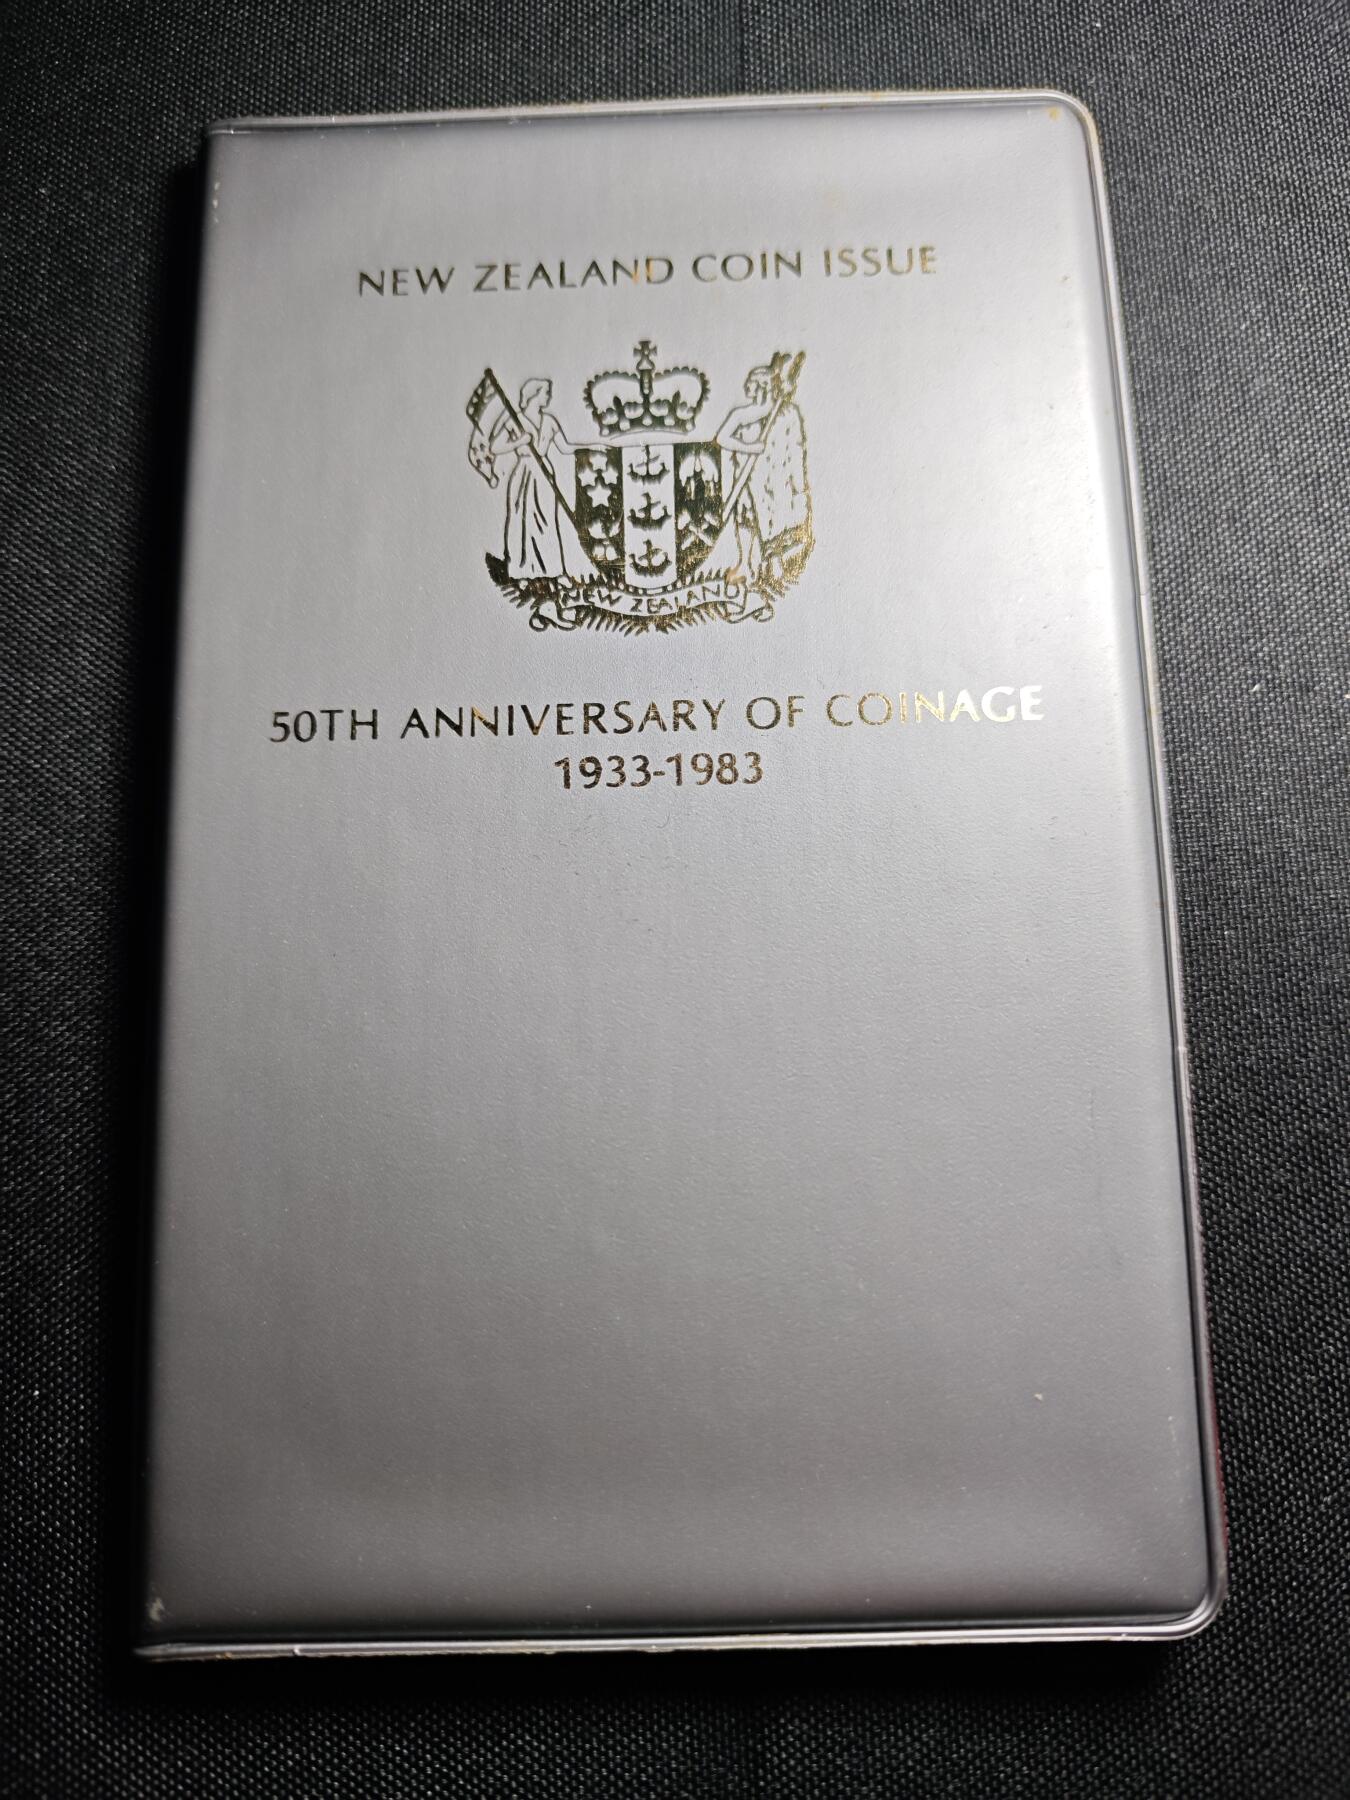 NEW ZEALAND COIN ISSUE
NEW ZEALAND
50TH ANNIVERSARY OF COINAGE
1933-1983